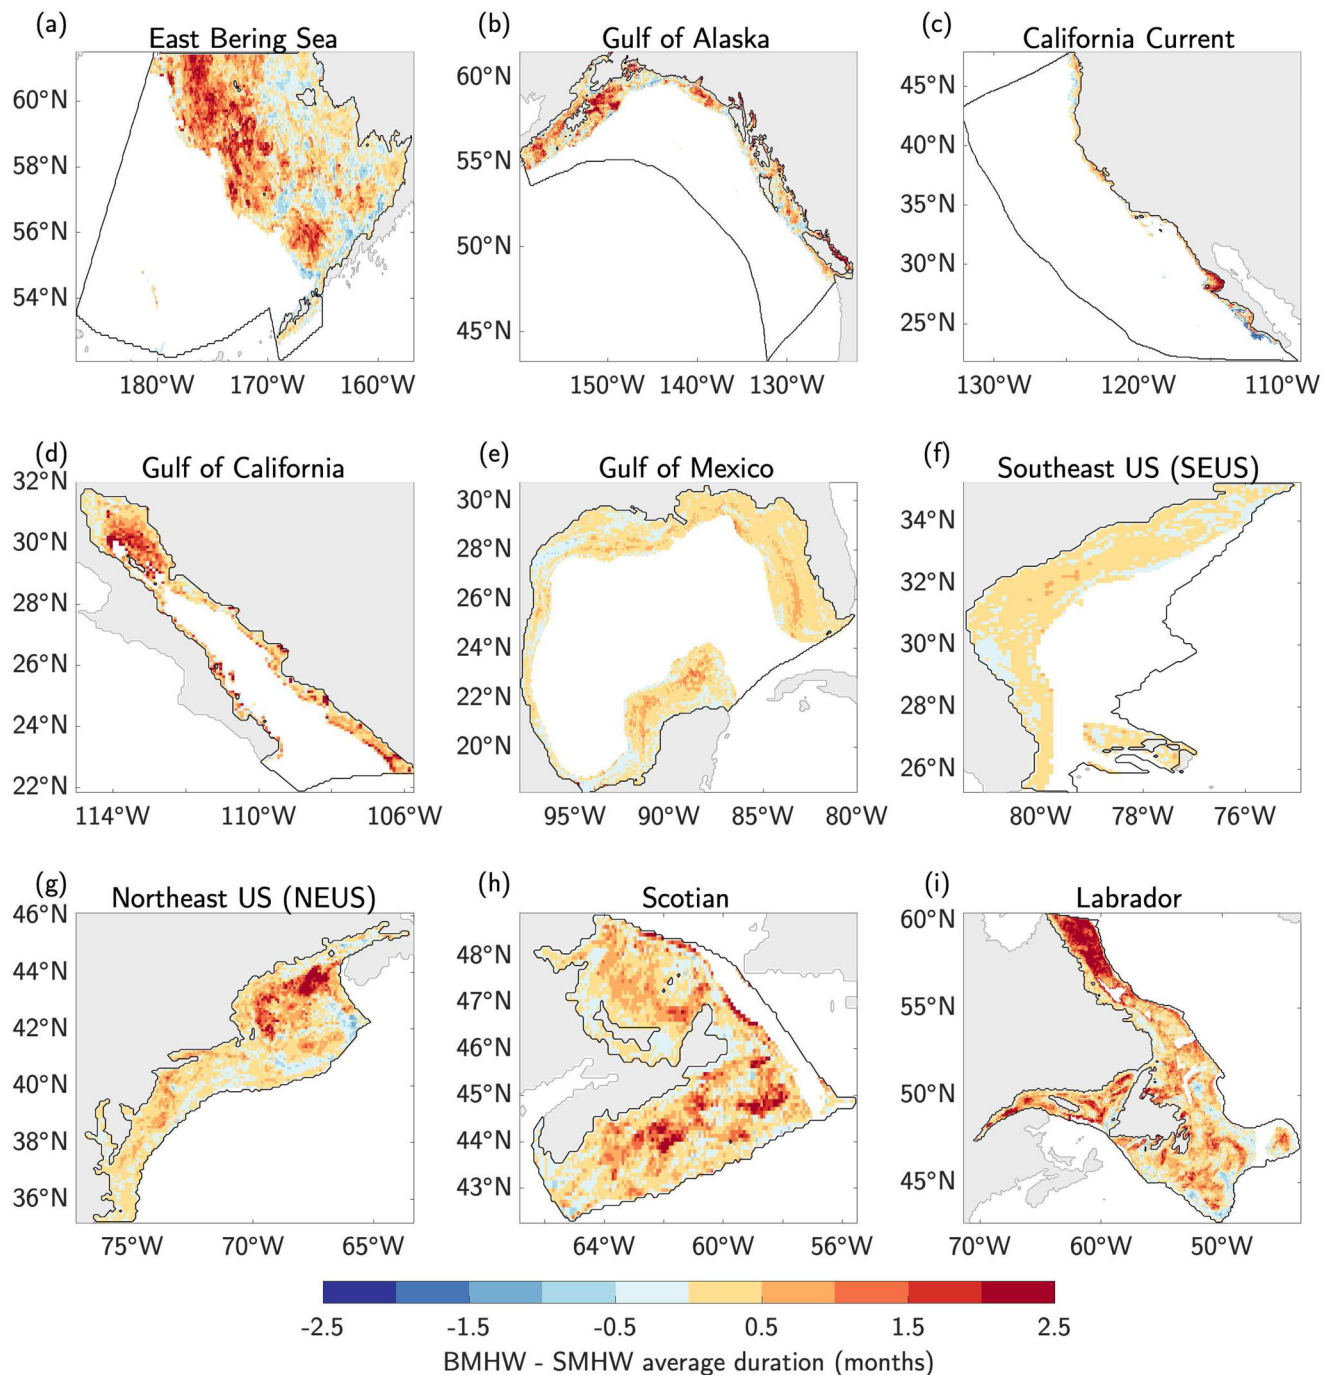 (a)
East Bering Sea
60°N
58°N
56°N
54°N
180°W
170°W
160°W
(b)
Gulf of Alaska
60°N
55°N
50°N
45°N
150°W
140°W
130°W
(c)
California Current
45°N
40°N
35°N
30°N
25°N
130°W
120°W
110°W
(d)
Gulf of California
32°N
30°N
28°N
26°N
24°N
22°N
114°W
110°W
106°W
(e)
Gulf of Mexico
30°N
28°N
26°N
24°N
22°N
20°N
95°W
90°W
85°W
80°W
(f)
Southeast US (SEUS)
34°N
32°N
30°N
28°N
26°N
80°W
78°W
76°W
(g)
Northeast US (NEUS)
46°N
44°N
42°N
40°N
38°N
36°N
75°W
70°W
65°W
(h)
Scotian
48°N
47°N
46°N
45°N
44°N
43°N
64°W
60°W
56°W
(i)
Labrador
60°N
55°N
50°N
45°N
70°W
60°W
50°W
-2.5
-1.5
-0.5
0.5
1.5
2.5
BMHW - SMHW average duration (months)